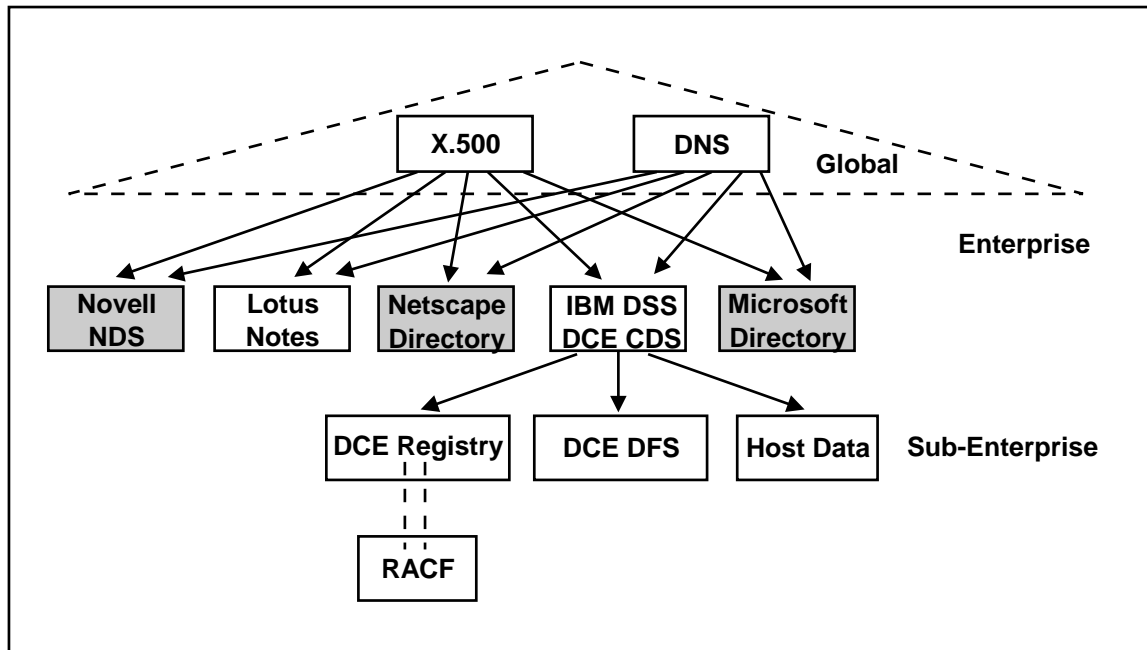 X.500
DNS
Global
Enterprise
Novell
NDS
Lotus
Notes
Netscape
Directory
IBM DSS
DCE CDS
Microsoft
Directory
DCE Registry
DCE DFS
Host Data
Sub-Enterprise
RACF